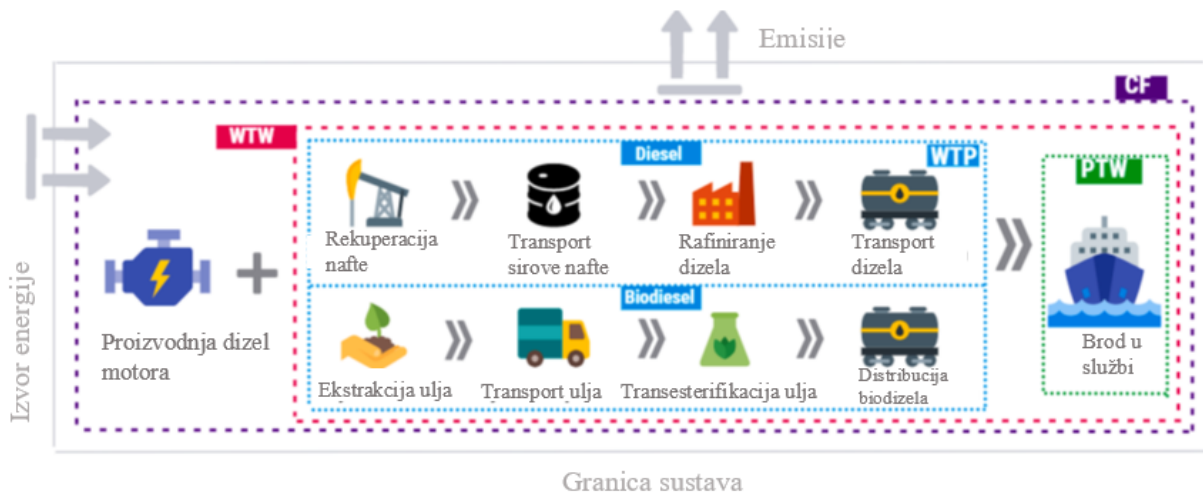 Emisije
CF
WTW
Diesel
WTP
PTW
Rekuperacija
nafte
Transport
sirove nafte
Rafiniranje
dizela
Transport
dizela
Izvor energije
Proizvodnja dizel
motora
Biodiesel
Ekstrakcija ulja
Transport ulja
Transesterifikacija ulja
Distribucija
biodizela
Brod u
službi
Granica sustava